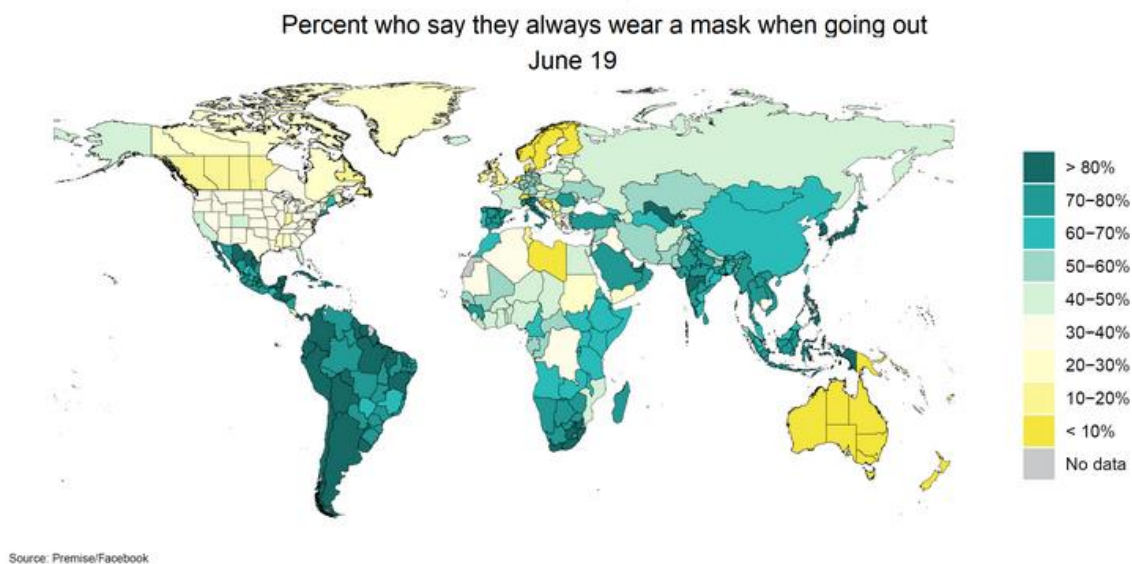 Percent who say they always wear a mask when going out
June 19
> 80%
70–80%
60–70%
50–60%
40–50%
30–40%
20–30%
10–20%
< 10%
No data
Source: Premise/Facebook